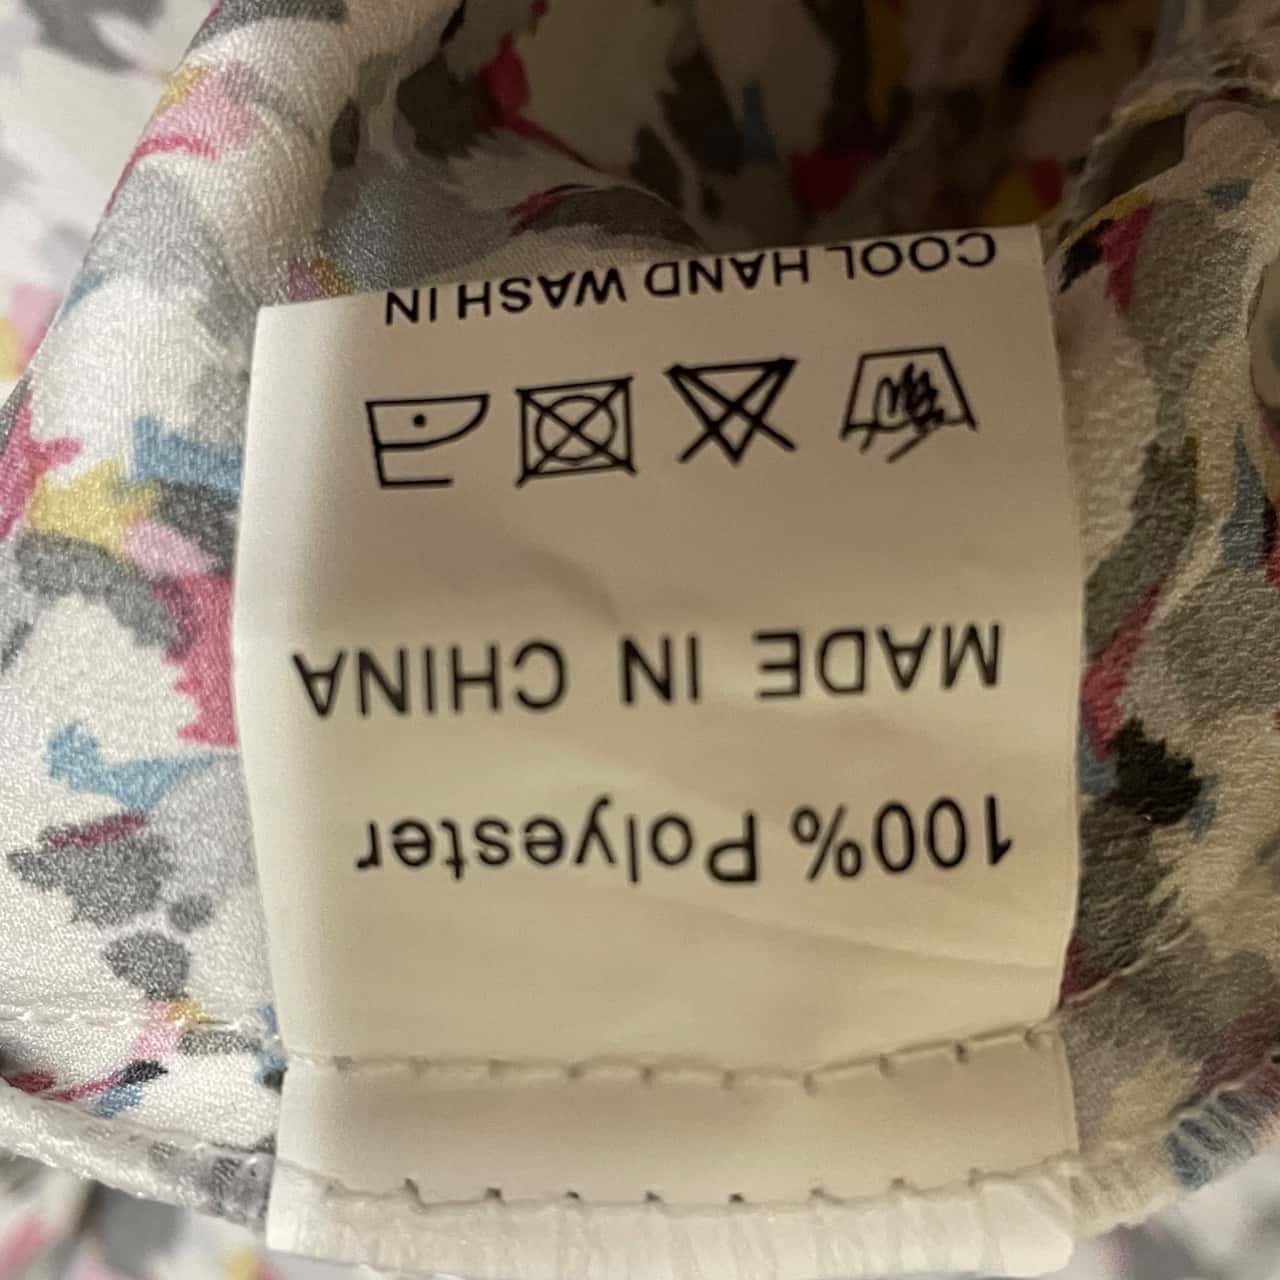 100% Polyester
MADE IN CHINA
COOL HAND WASH IN